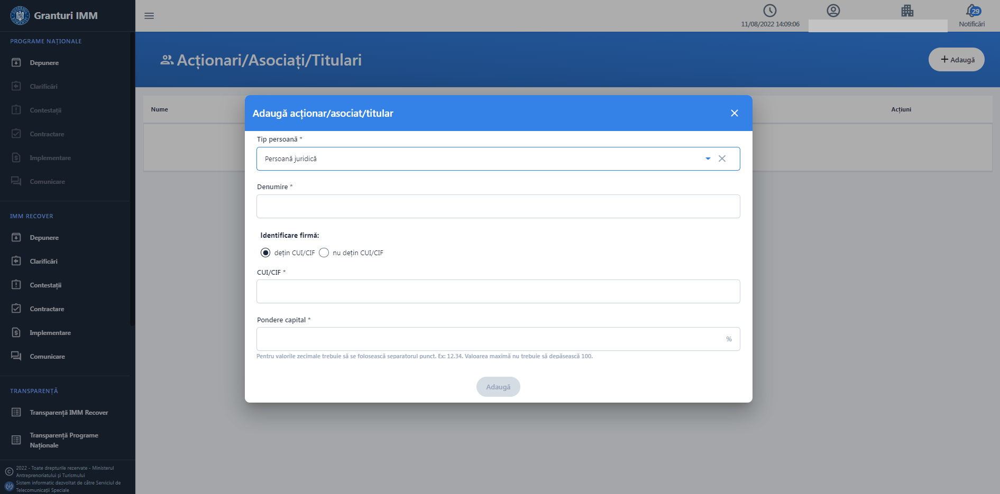 Granturi IMM
11/08/2022 14:09:06
29
Notificări
PROGRAME NAȚIONALE
Depunere
Clarificări
Contestații
Contractare
Implementare
Comunicare
IMM RECOVER
Depunere
Clarificări
Contestații
Contractare
Implementare
Comunicare
TRANSPARENȚĂ
Transparență IMM Recover
Transparență Programe
Naționale
2022 - Toate drepturile rezervate - Ministerul
Antreprenoriatului și Turismului
Sistem informatic dezvoltat de către Serviciul de
Telecomunicații Speciale
Acționari/Asociați/Titulari
Adaugă
Nume
Acțiuni
Adaugă acționar/asociat/titular
Tip persoană *
Persoană juridică
Denumire *
Identificare firmă:
dețin CUI/CIF nu dețin CUI/CIF
CUI/CIF *
Pondere capital *
%
Pentru valorile zecimale trebuie să se folosească separatorul punct. Ex: 12.34. Valoarea maximă nu trebuie să depăsească 100.
Adaugă